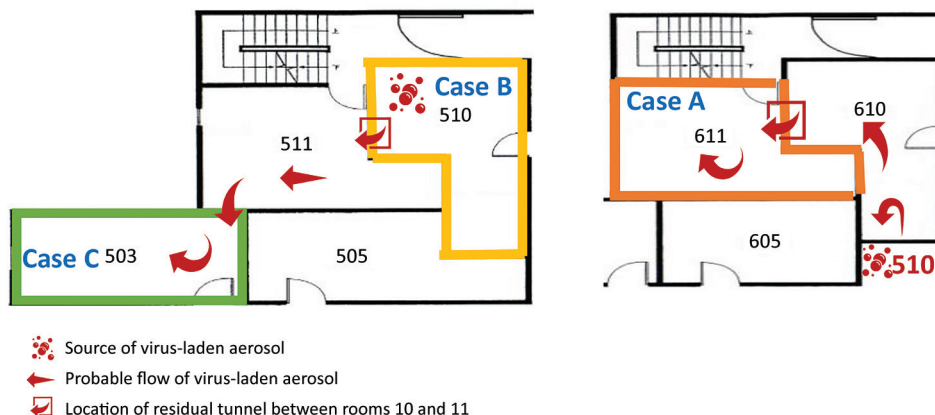 Case B
510
511
Case C 503
505
Case A
610
611
605
510
Source of virus-laden aerosol
Probable flow of virus-laden aerosol
Location of residual tunnel between rooms 10 and 11